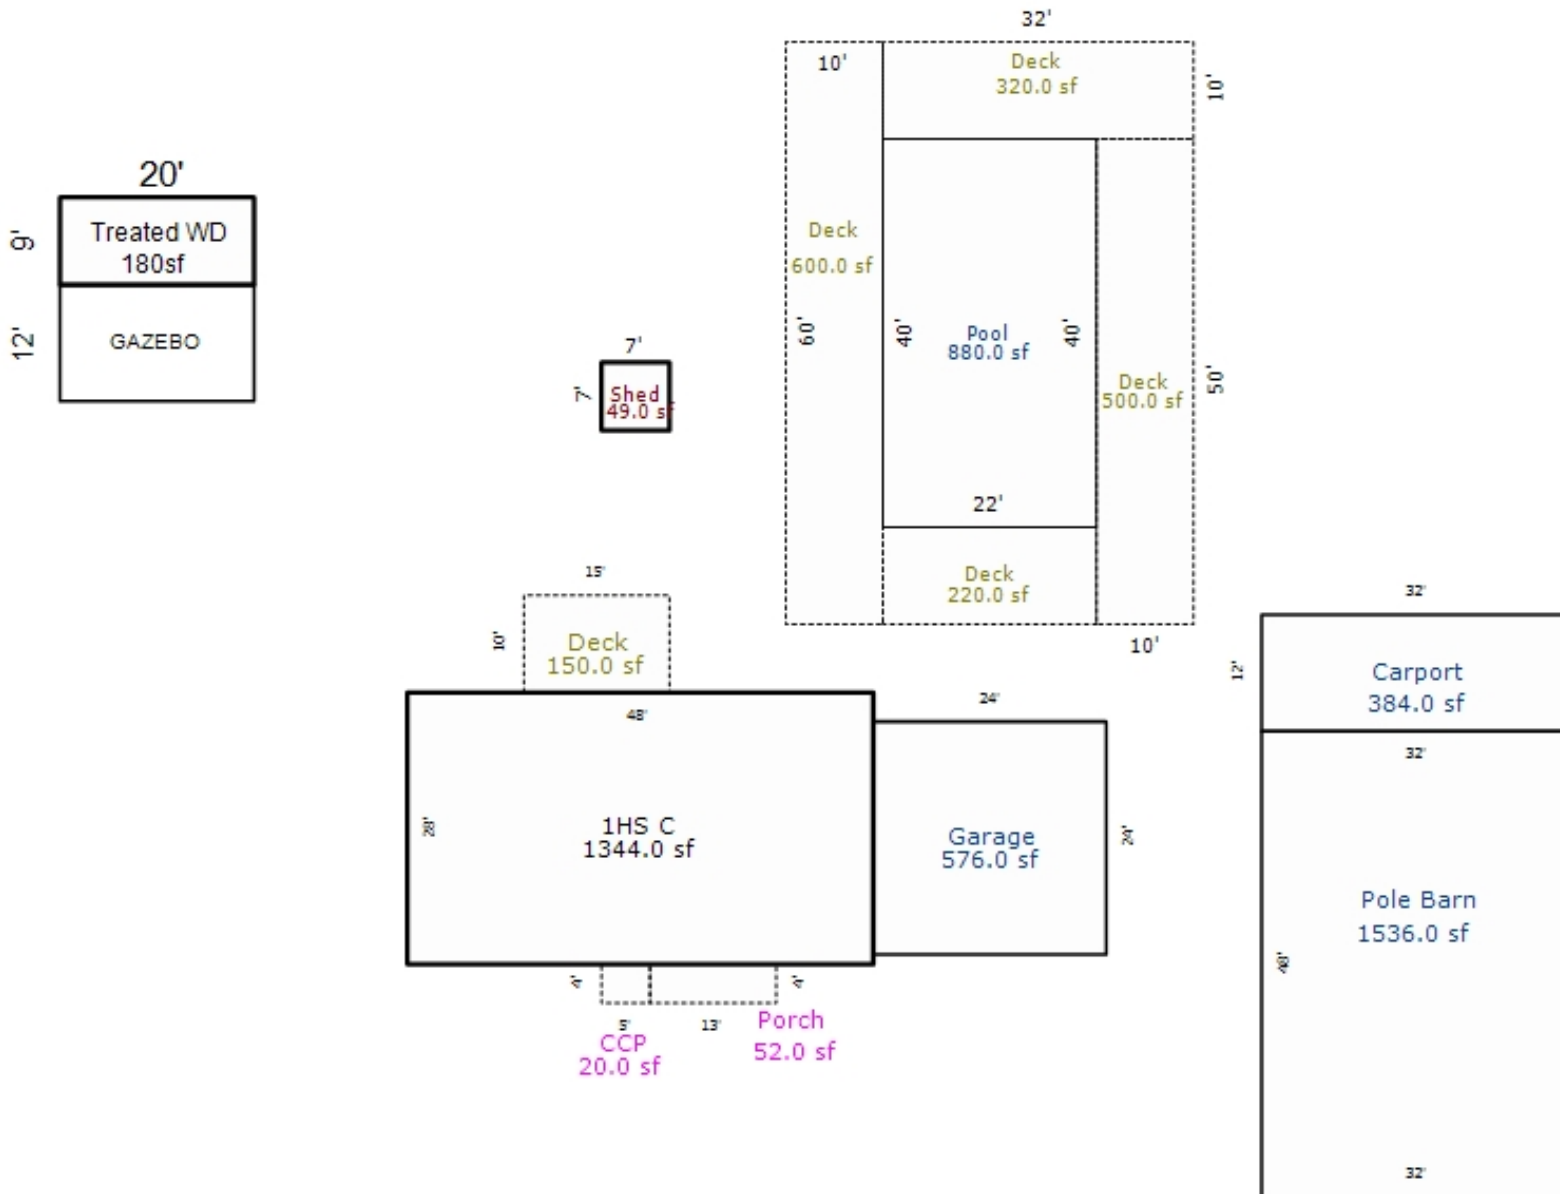 32'
10'
Deck
320.0 sf
10'
20'
9'
Treated WD
180sf
12'
GAZEBO
Deck
600.0 sf
60'
40'
Pool
880.0 sf
40'
Deck
500.0 sf
50'
7'
7'
Shed
49.0 sf
22'
Deck
220.0 sf
10'
15'
10'
Deck
150.0 sf
32'
12'
Carport
384.0 sf
48'
24'
28'
1HS C
1344.0 sf
Garage
576.0 sf
24'
32'
Pole Barn
1536.0 sf
48'
4'
4'
5'
13'
CCP
20.0 sf
Porch
52.0 sf
32'